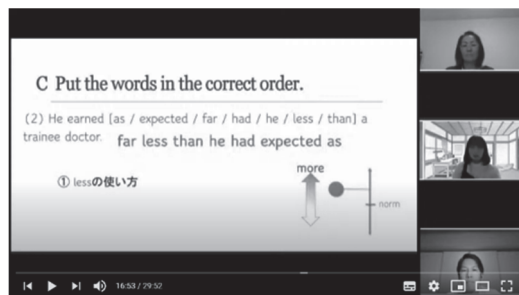 C Put the words in the correct order.
(2) He earned [as / expected / far / had / he / less / than] a
trainee doctor. far less than he had expected as
① lessの使い方
more
norm
16:53 / 29:52